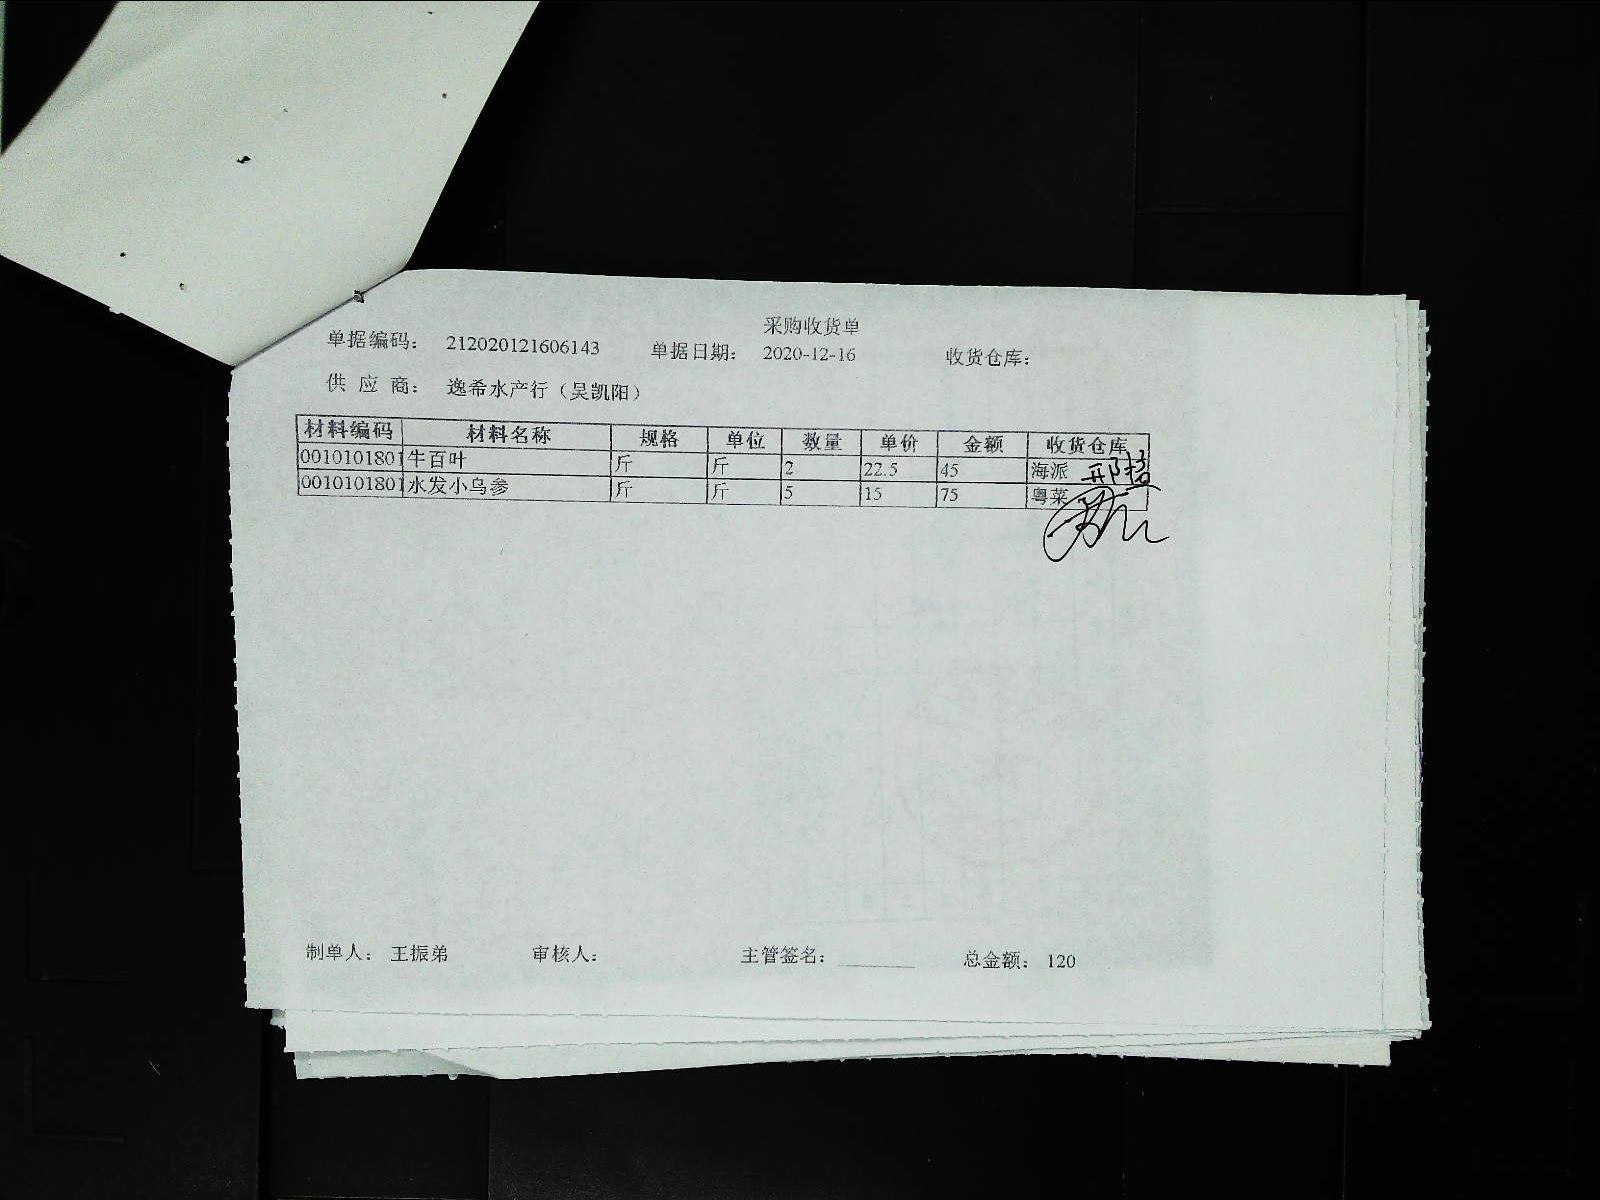 采购收货单
单据编码： 212020121606143 单据日期： 2020-12-16 收货仓库：
供 应 商： 逸希水产行（吴凯阳）
材料编码 材料名称 规格 单位 数量 单价 金额 收货仓库
0010101801 牛百叶 斤 斤 2 22.5 45 海派
0010101801 水发小乌参 斤 斤 5 15 75 粤菜
制单人： 王振弟 审核人： 主管签名： 总金额： 120